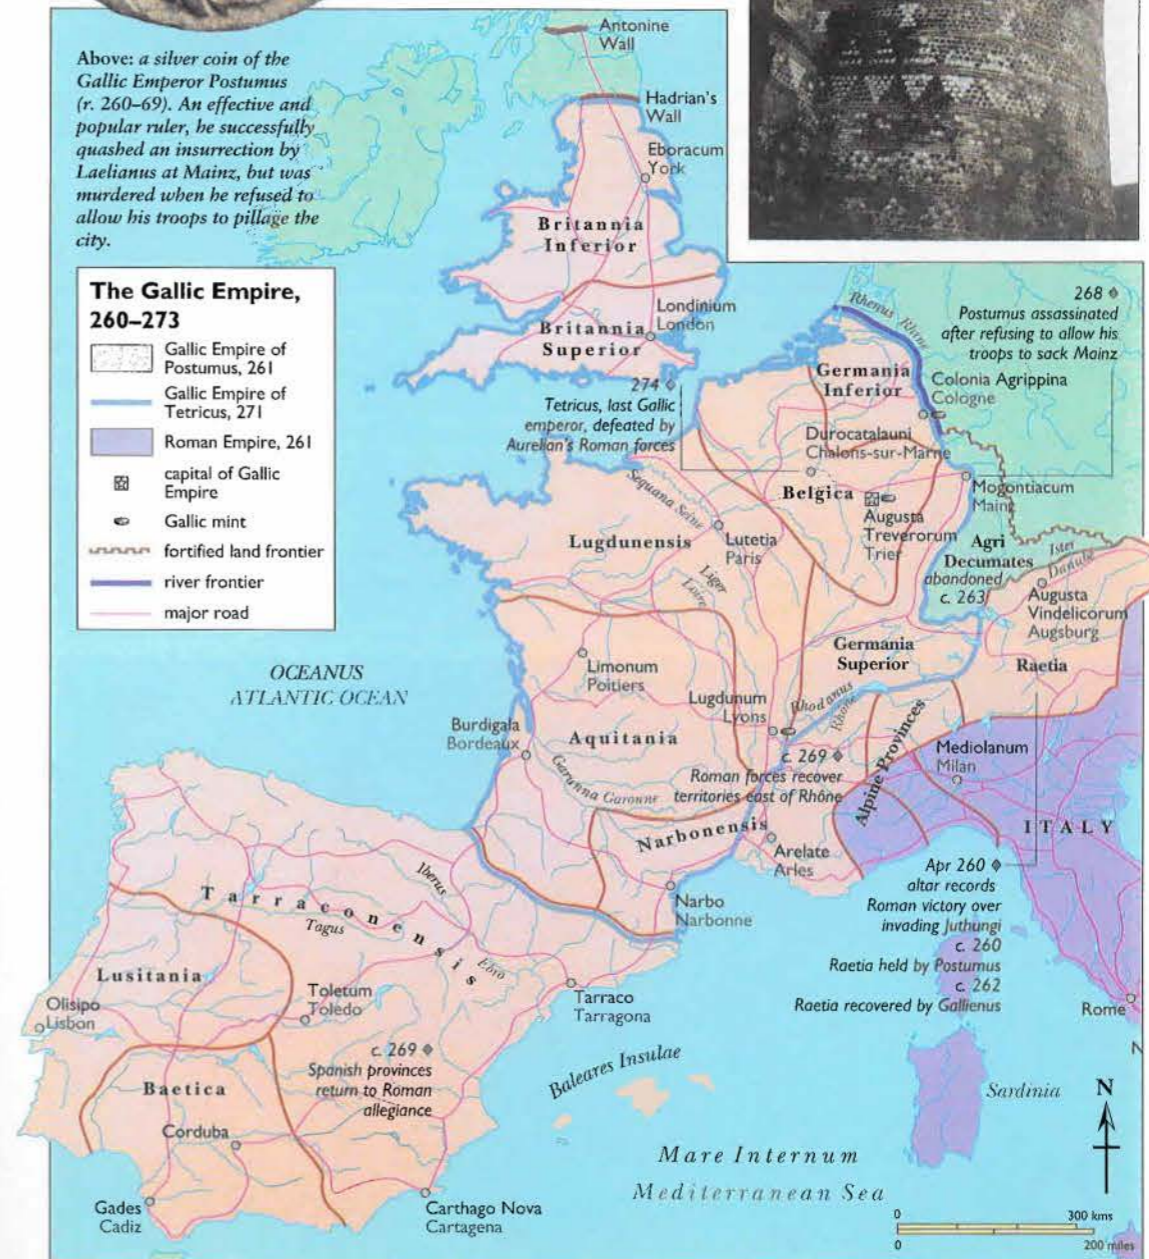 Above: a silver coin of the
Gallic Emperor Postumus
(r. 260–69). An effective and
popular ruler, he successfully
quashed an insurrection by
Laelianus at Mainz, but was
murdered when he refused to
allow his troops to pillage the
city.
The Gallic Empire,
260–273
Gallic Empire of
Postumus, 261
Gallic Empire of
Tetricus, 271
Roman Empire, 261
capital of Gallic
Empire
Gallic mint
fortified land frontier
river frontier
major road
Antonine
Wall
Hadrian's
Wall
Eboracum
York
Britannia
Inferior
Londinium
London
Britannia
Superior
Rhenus Rhine
268
Postumus assassinated
after refusing to allow his
troops to sack Mainz
Germania
Inferior
Colonia Agrippina
Cologne
274
Tetricus, last Gallic
emperor, defeated by
Aurelian's Roman forces
Durocatalauni
Chalons-sur-Marne
Belgica
Mogontiacum
Mainz
Augusta
Treverorum
Trier
Sequana Seine
Lutetia
Paris
Lugdunensis
Liger
Loire
Agri
Decumates
abandoned
c. 263
Ister
Danube
Augusta
Vindelicorum
Augsburg
Germania
Superior
Raetia
OCEANUS
ATLANTIC OCEAN
Limonum
Poitiers
Lugdunum
Lyons
Rhodanus
Rhône
Burdigala
Bordeaux
Aquitania
Garunna Garonne
c. 269
Roman forces recover
territories east of Rhône
Alpine Provinces
Mediolanum
Milan
ITALY
Narbonensis
Arelate
Arles
Narbo
Narbonne
Apr 260
altar records
Roman victory over
invading Juthungi
c. 260
Raetia held by Postumus
c. 262
Raetia recovered by Gallienus
Rome
Iberus
Ebro
Tarraconensis
Tagus
Lusitania
Toletum
Toledo
Olisipo
Lisbon
Tarraco
Tarragona
c. 269
Spanish provinces
return to Roman
allegiance
Baleares Insulae
Baetica
Corduba
Sardinia
N
Mare Internum
Mediterranean Sea
Gades
Cadiz
Carthago Nova
Cartagena
0 300 kms
0 200 miles